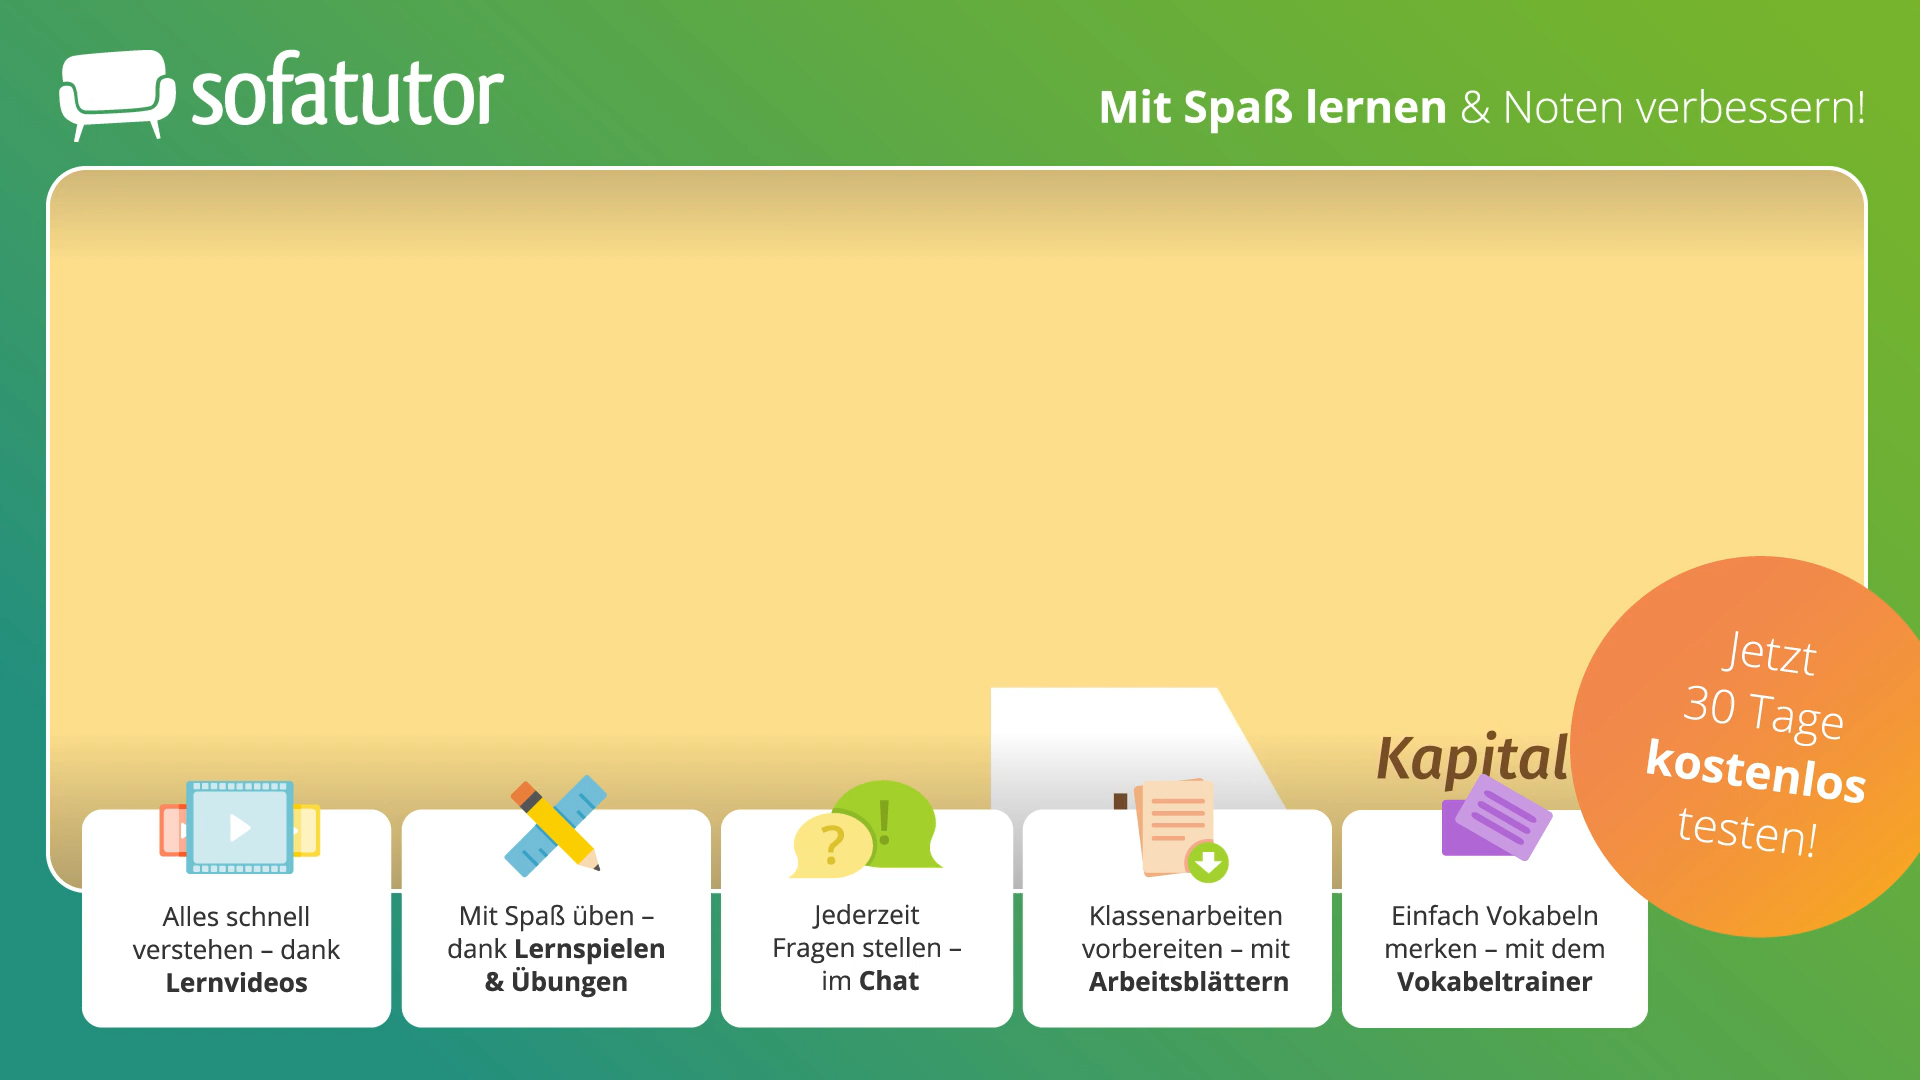 sofatutor
Mit Spaß lernen & Noten verbessern!
Kapital
Jetzt
30 Tage
kostenlos
testen!
Alles schnell
verstehen – dank
Lernvideos
Mit Spaß üben –
dank Lernspielen
& Übungen
Jederzeit
Fragen stellen –
im Chat
Klassenarbeiten
vorbereiten – mit
Arbeitsblättern
Einfach Vokabeln
merken – mit dem
Vokabeltrainer